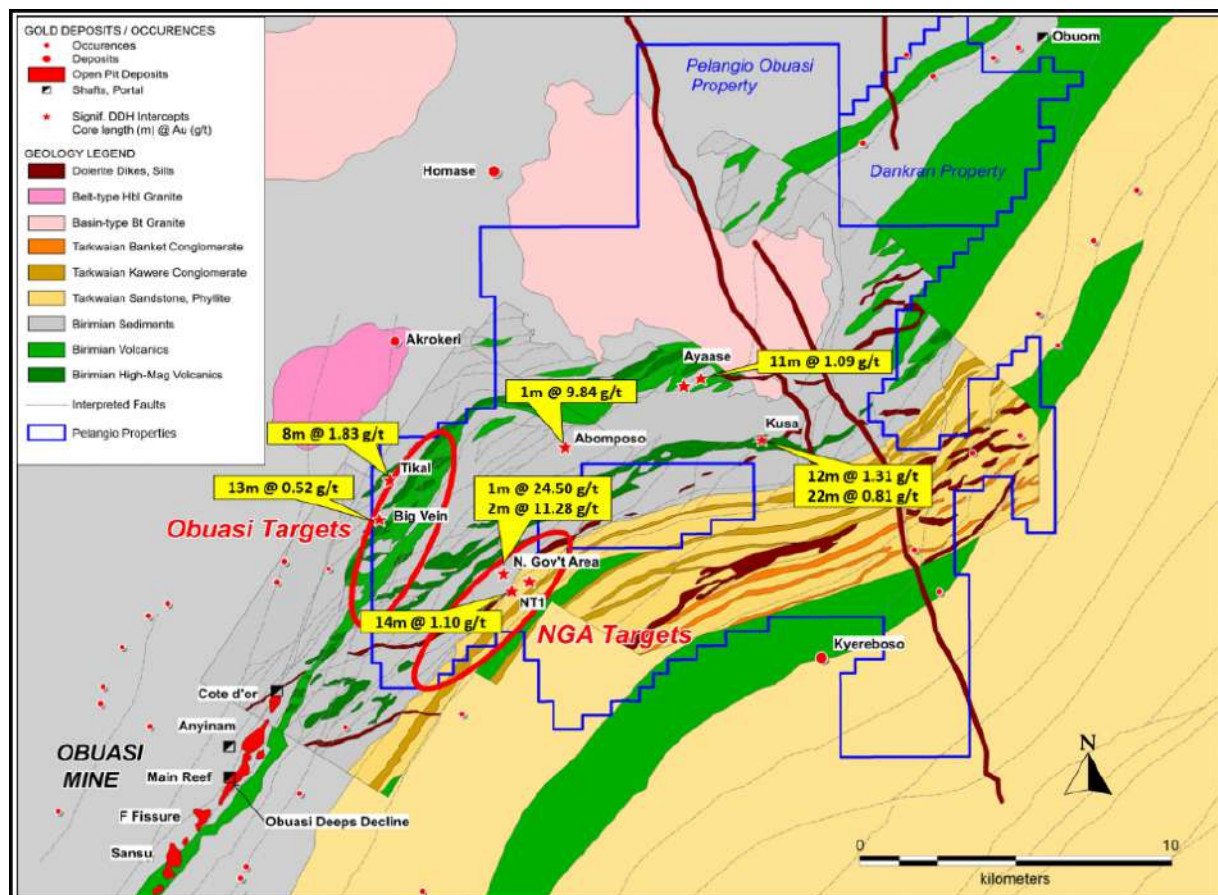 GOLD DEPOSITS / OCCURENCES
Occurences
Deposits
Open Pit Deposits
Shafts, Portal
Signif. DDH Intercepts
Core length (m) @ Au (g/t)
GEOLOGY LEGEND
Dolerite Dikes, Sills
Belt-type Hbl Granite
Basin-type Bt Granite
Tarkwaian Banket Conglomerate
Tarkwaian Kawere Conglomerate
Tarkwaian Sandstone, Phyllite
Birimian Sediments
Birimian Volcanics
Birimian High-Mag Volcanics
Interpreted Faults
Pelangio Properties
Obuom
Pelangio Obuasi
Property
Homase
Dankran Property
Akrokeri
Ayaase
11m @ 1.09 g/t
1m @ 9.84 g/t
8m @ 1.83 g/t
Abomposo
Kusa
Tikal
12m @ 1.31 g/t
22m @ 0.81 g/t
13m @ 0.52 g/t
1m @ 24.50 g/t
2m @ 11.28 g/t
Big Vein
Obuasi Targets
N. Gov't Area
NT1
14m @ 1.10 g/t
NGA Targets
Kyereboso
Cote d'or
Anyinam
OBUASI
MINE
Main Reef
F Fissure
Obuasi Deeps Decline
Sansu
N
0 10
kilometers